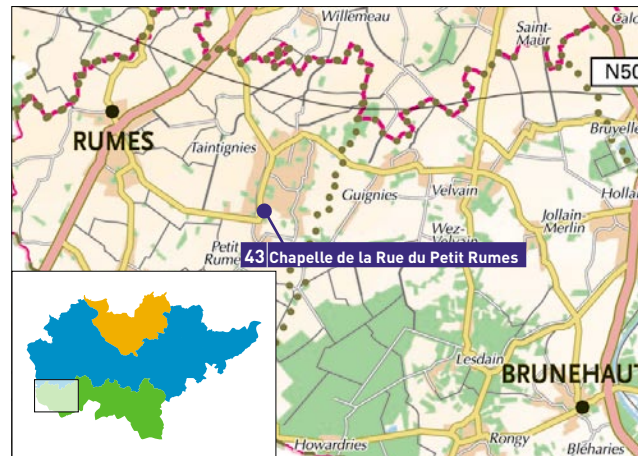 Willemeau
Saint-
Maur
N50
RUMES
Taintignies
Bruyelle
Guignies
Velvain
Hollai
Jollain-
Merlin
Wez-
Velvain
Petit
Rume
43 Chapelle de la Rue du Petit Rumes
Lesdain
BRUNEHAUT
Howardries
Rongy
Bléharies